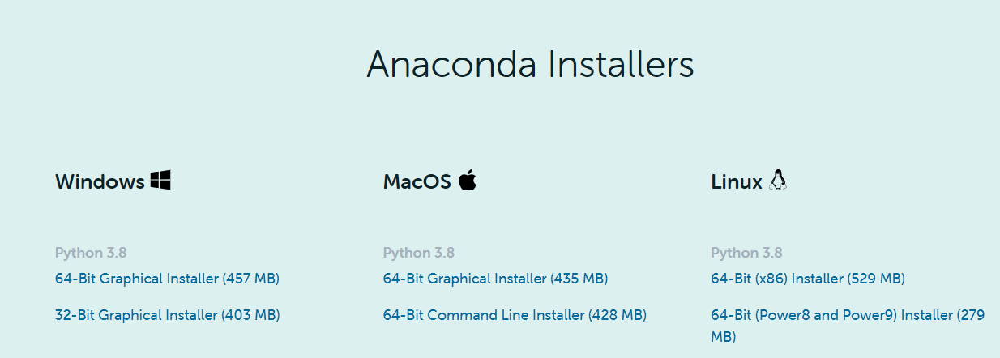 Anaconda Installers
Windows
MacOS
Linux
Python 3.8
64-Bit Graphical Installer (457 MB)
32-Bit Graphical Installer (403 MB)
Python 3.8
64-Bit Graphical Installer (435 MB)
64-Bit Command Line Installer (428 MB)
Python 3.8
64-Bit (x86) Installer (529 MB)
64-Bit (Power8 and Power9) Installer (279
MB)